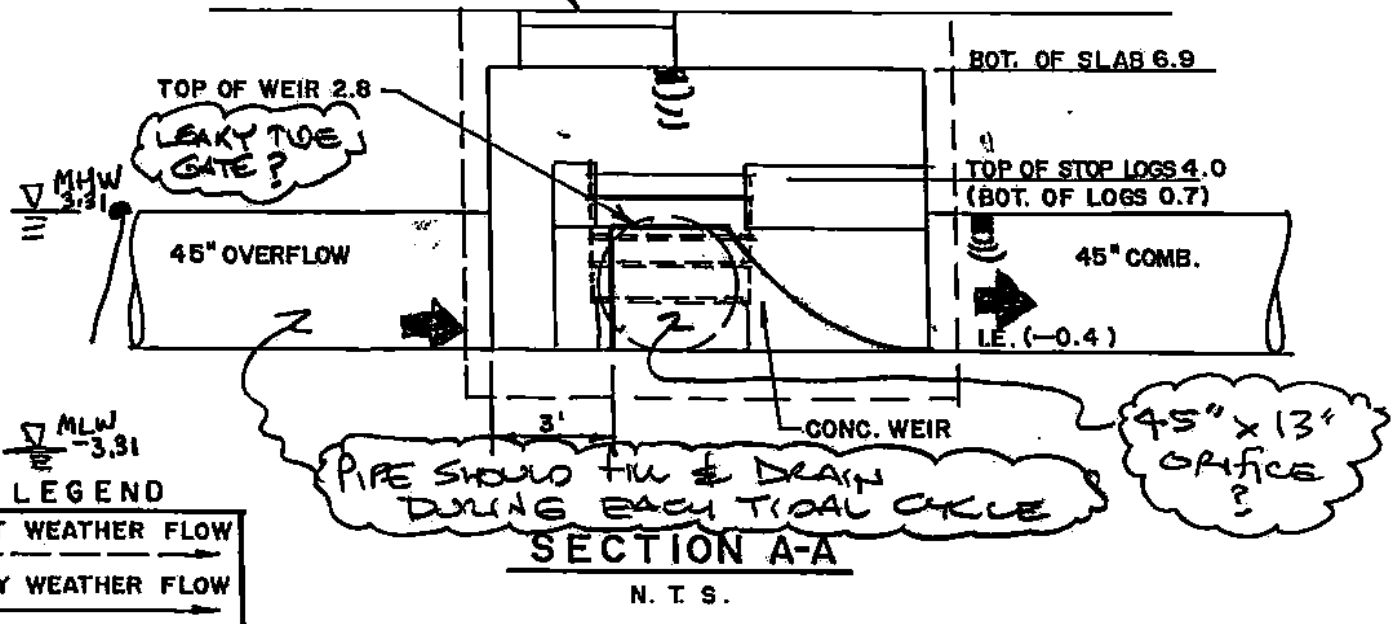 BOT. OF SLAB 6.9
TOP OF WEIR 2.8
LEAKY TIDE
GATE?
MHW
3.31
TOP OF STOP LOGS 4.0
(BOT. OF LOGS 0.7)
45" OVERFLOW
45" COMB.
I.E. (-0.4)
3'
CONC. WEIR
45" x 13"
ORIFICE
?
MLW
-3.31
PIPE SHOULD FILL & DRAIN
DURING EACH TIDAL CYCLE
LEGEND
T WEATHER FLOW
Y WEATHER FLOW
SECTION A-A
N.T.S.